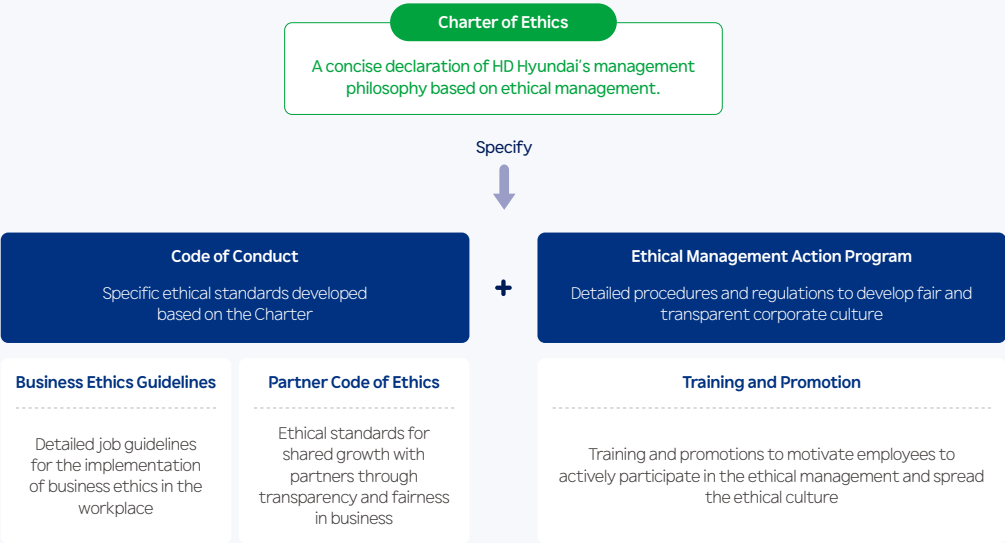 Charter of Ethics
A concise declaration of HD Hyundai's management
philosophy based on ethical management.
Specify
Code of Conduct
Specific ethical standards developed
based on the Charter
+
Ethical Management Action Program
Detailed procedures and regulations to develop fair and
transparent corporate culture
Business Ethics Guidelines
Detailed job guidelines
for the implementation
of business ethics in the
workplace
Partner Code of Ethics
Ethical standards for
shared growth with
partners through
transparency and fairness
in business
Training and Promotion
Training and promotions to motivate employees to
actively participate in the ethical management and spread
the ethical culture